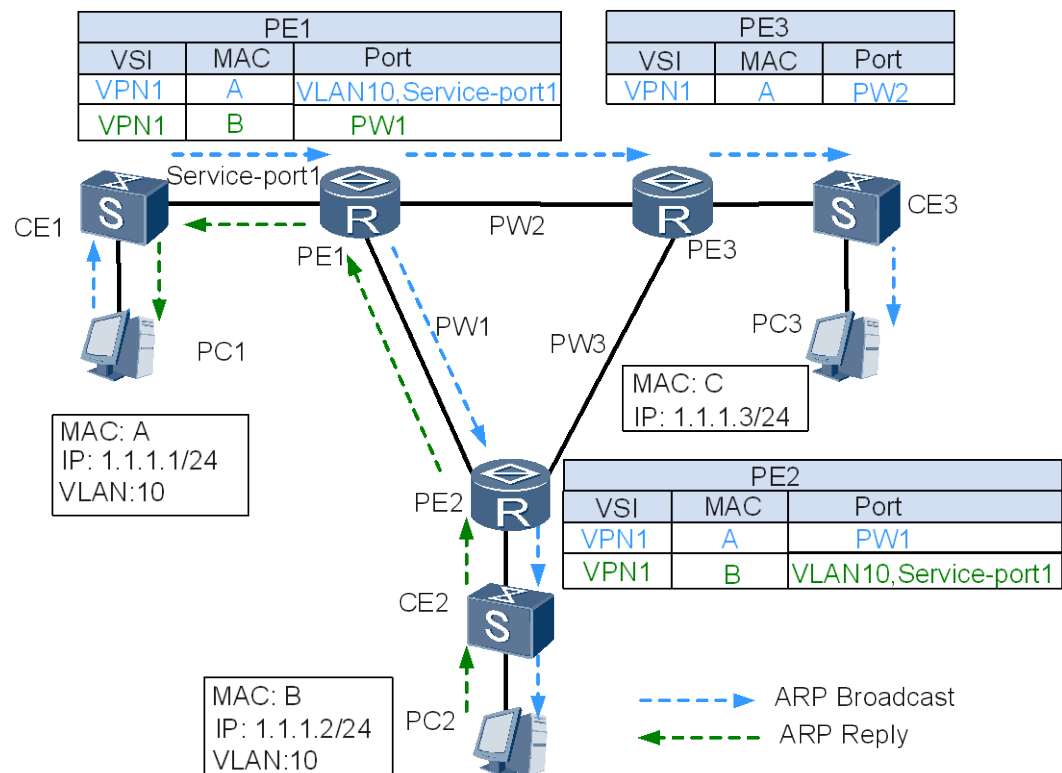 PE1
VSI MAC Port
VPN1 A VLAN10,Service-port1
VPN1 B PW1
PE3
VSI MAC Port
VPN1 A PW2
Service-port1
S
R
R
S
CE1
CE3
PE1
PW2
PE3
PC1
PW1
PW3
PC3
MAC: A
IP: 1.1.1.1/24
VLAN:10
MAC: C
IP: 1.1.1.3/24
PE2
R
PE2
VSI MAC Port
VPN1 A PW1
VPN1 B VLAN10,Service-port1
CE2
S
MAC: B
IP: 1.1.1.2/24
VLAN:10
PC2
ARP Broadcast
ARP Reply